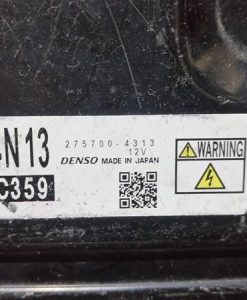 N13
275700-4313
12V
DENSO MADE IN JAPAN
C359
WARNING